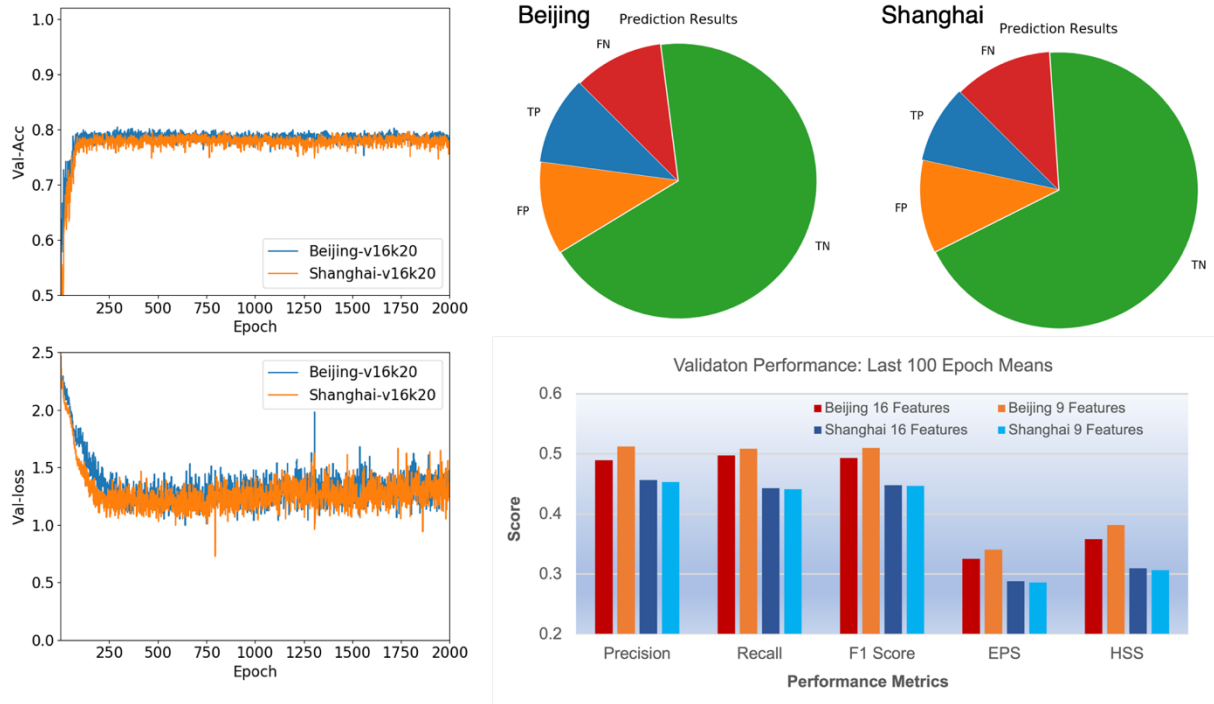 1.0
0.9
0.8
0.7
0.6
0.5
Val-Acc
Beijing-v16k20
Shanghai-v16k20
250 500 750 1000 1250 1500 1750 2000
Epoch
Beijing
Prediction Results
FN
TP
FP
TN
Shanghai
Prediction Results
FN
TP
FP
TN
2.5
2.0
1.5
1.0
0.5
0.0
Val-loss
Beijing-v16k20
Shanghai-v16k20
250 500 750 1000 1250 1500 1750 2000
Epoch
Validaton Performance: Last 100 Epoch Means
0.6
0.5
0.4
0.3
0.2
Score
Beijing 16 Features Beijing 9 Features
Shanghai 16 Features Shanghai 9 Features
Precision Recall F1 Score EPS HSS
Performance Metrics